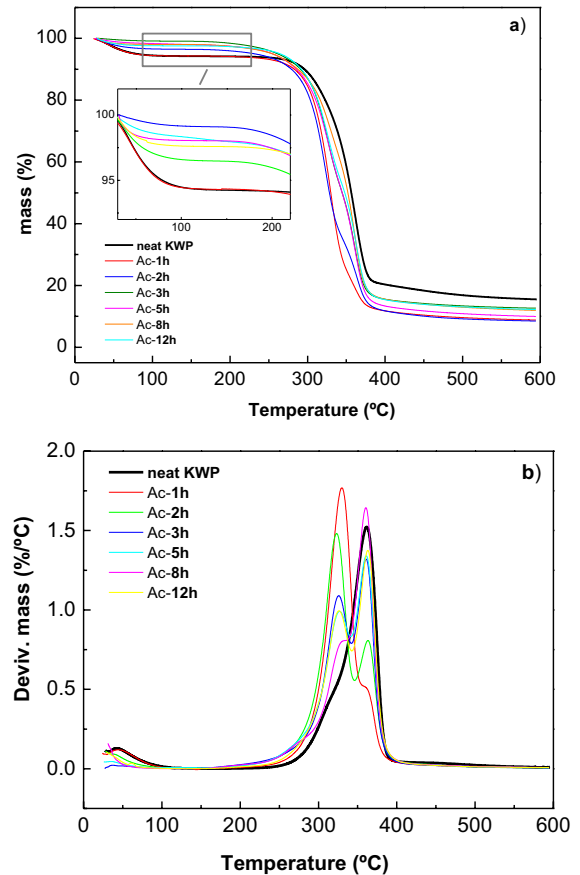 a)
100
80
60
40
20
0
mass (%)
100
95
100
200
neat KWP
Ac-1h
Ac-2h
Ac-3h
Ac-5h
Ac-8h
Ac-12h
0 100 200 300 400 500 600
Temperature (ºC)
b)
2.0
1.5
1.0
0.5
0.0
Deviv. mass (%/ºC)
neat KWP
Ac-1h
Ac-2h
Ac-3h
Ac-5h
Ac-8h
Ac-12h
0 100 200 300 400 500 600
Temperature (ºC)